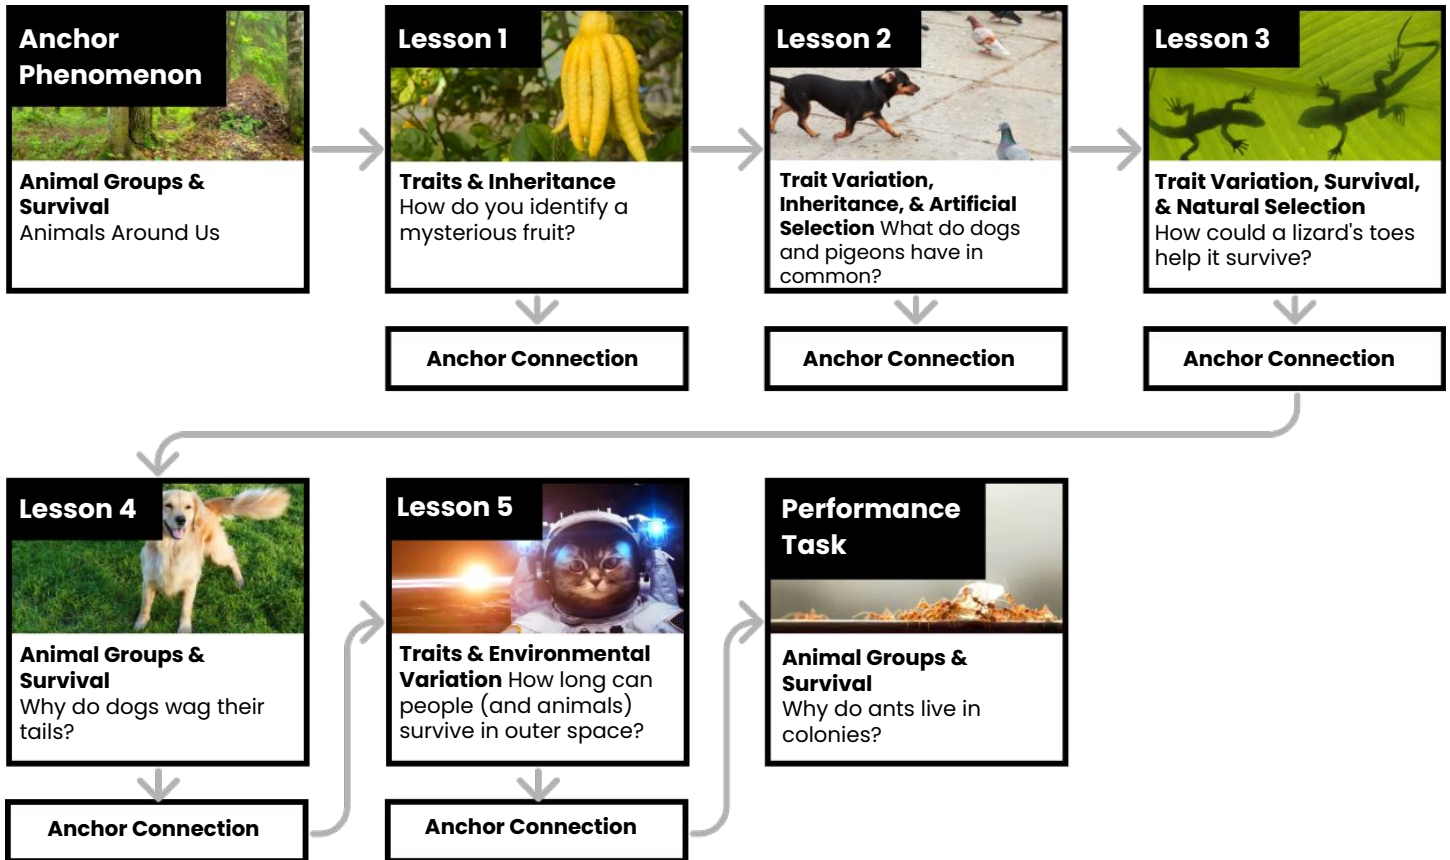 Anchor
Phenomenon
Animal Groups &
Survival
Animals Around Us
Lesson 1
Traits & Inheritance
How do you identify a
mysterious fruit?
Anchor Connection
Lesson 2
Trait Variation,
Inheritance, & Artificial
Selection What do dogs
and pigeons have in
common?
Anchor Connection
Lesson 3
Trait Variation, Survival,
& Natural Selection
How could a lizard's toes
help it survive?
Anchor Connection
Lesson 4
Animal Groups &
Survival
Why do dogs wag their
tails?
Anchor Connection
Lesson 5
Traits & Environmental
Variation How long can
people (and animals)
survive in outer space?
Anchor Connection
Performance
Task
Animal Groups &
Survival
Why do ants live in
colonies?